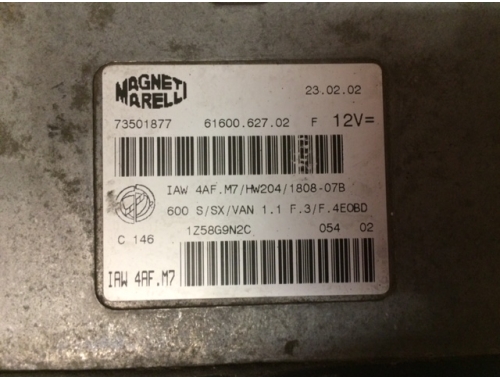 MAGNETI
MARELLI
23.02.02
73501877 61600.627.02 F 12V=
IAW 4AF.M7/HW204/1808-07B
600 S/SX/VAN 1.1 F.3/F.4EOBD
C 146 1Z58G9N2C 054 02
IAW 4AF.M7